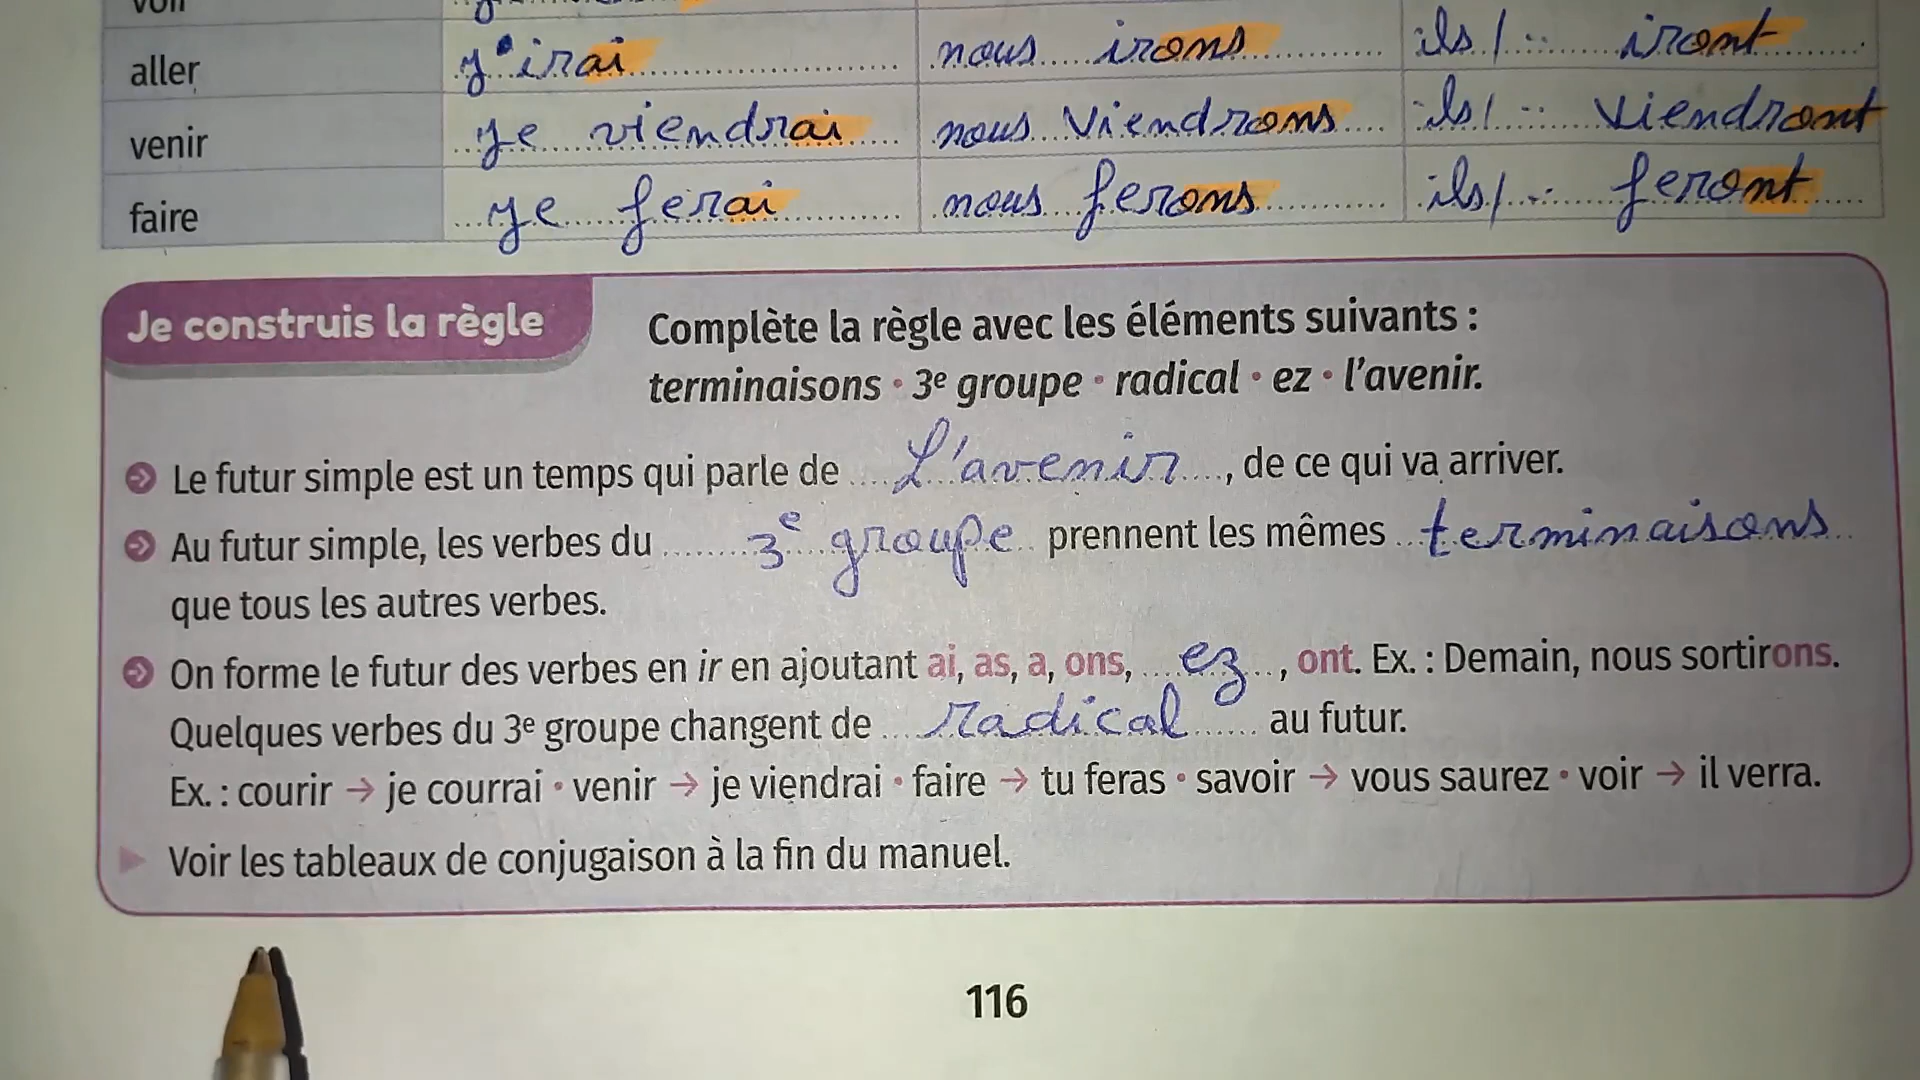 voir
aller j'irai nous irons ils / .. iront
venir je viendrai nous viendrons ils / .. viendront
faire je ferai nous ferons ils / .. feront
Je construis la règle
Complète la règle avec les éléments suivants :
terminaisons • 3e groupe • radical • ez • l'avenir.
Le futur simple est un temps qui parle de L'avenir, de ce qui va arriver.
Au futur simple, les verbes du 3e groupe prennent les mêmes terminaisons
que tous les autres verbes.
On forme le futur des verbes en ir en ajoutant ai, as, a, ons, ez, ont. Ex. : Demain, nous sortirons.
Quelques verbes du 3e groupe changent de radical au futur.
Ex. : courir → je courrai • venir → je viendrai • faire → tu feras • savoir → vous saurez • voir → il verra.
Voir les tableaux de conjugaison à la fin du manuel.
116